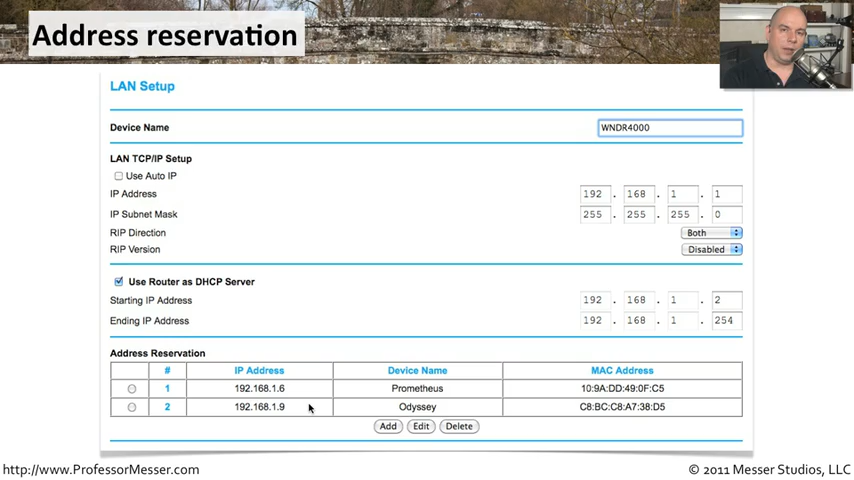 Address reservation
LAN Setup
Device Name WNDR4000
LAN TCP/IP Setup
Use Auto IP
IP Address 192 . 168 . 1 . 1
IP Subnet Mask 255 . 255 . 255 . 0
RIP Direction Both
RIP Version Disabled
Use Router as DHCP Server
Starting IP Address 192 . 168 . 1 . 2
Ending IP Address 192 . 168 . 1 . 254
Address Reservation
# IP Address Device Name MAC Address
1 192.168.1.6 Prometheus 10:9A:DD:49:0F:C5
2 192.168.1.9 Odyssey C8:BC:C8:A7:38:D5
Add Edit Delete
http://www.ProfessorMesser.com © 2011 Messer Studios, LLC